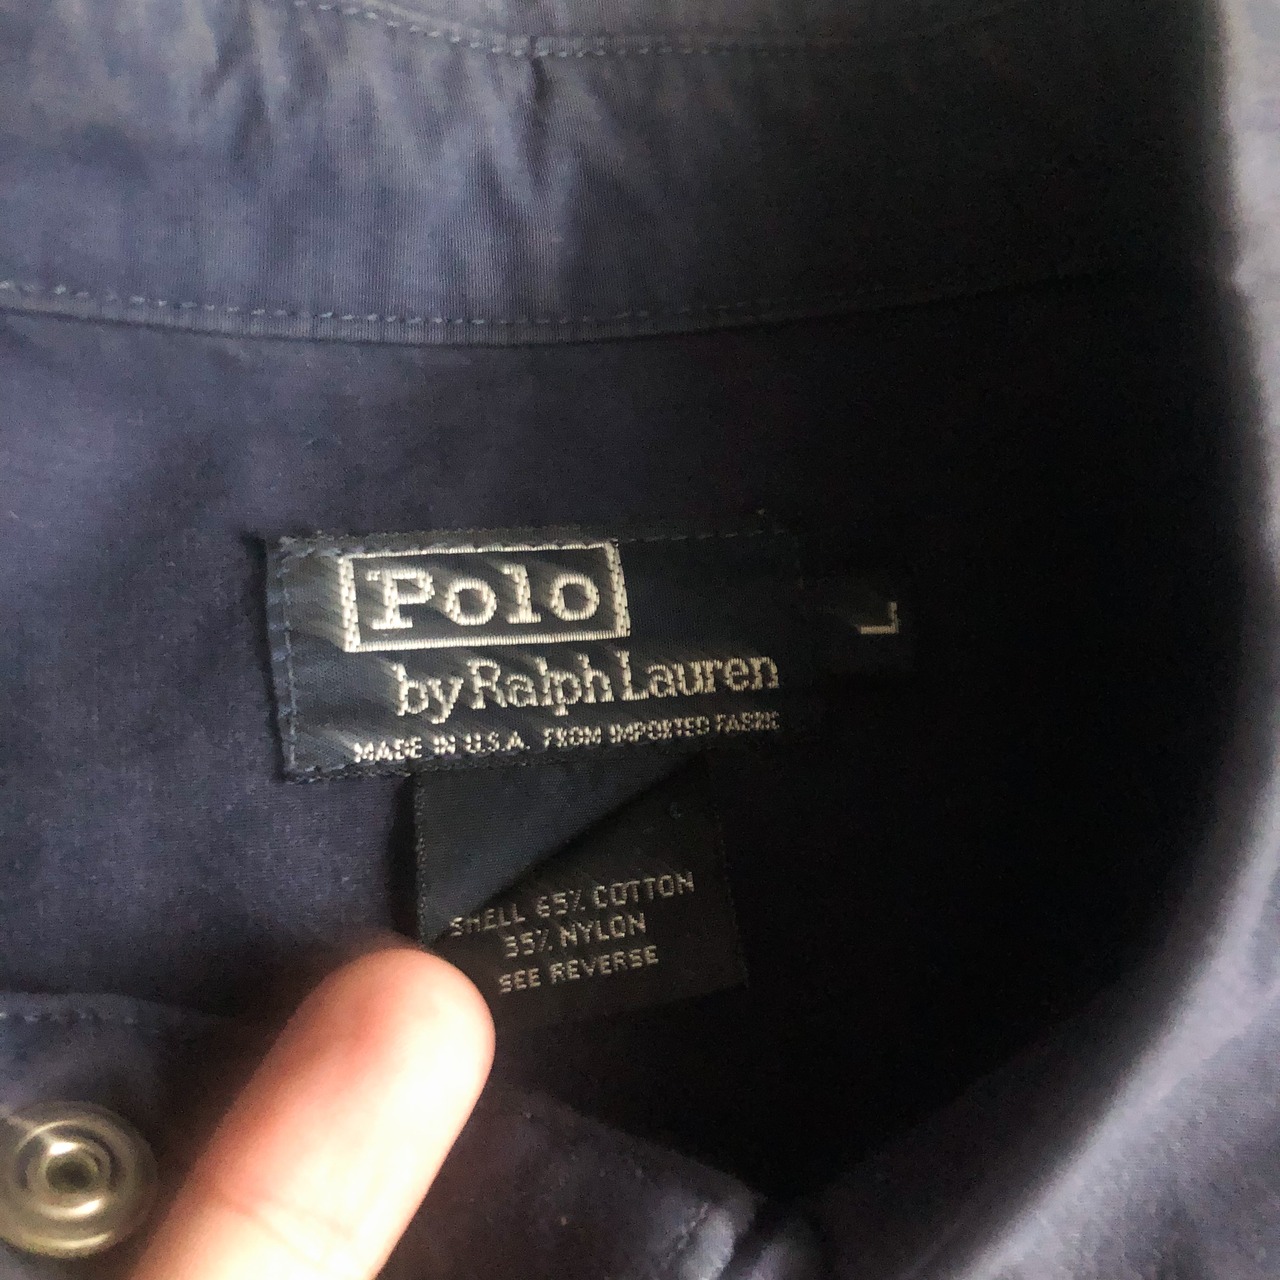 Polo
L
by Ralph Lauren
MADE IN U.S.A. FROM IMPORTED FABRIC
SHELL 65% COTTON
35% NYLON
SEE REVERSE